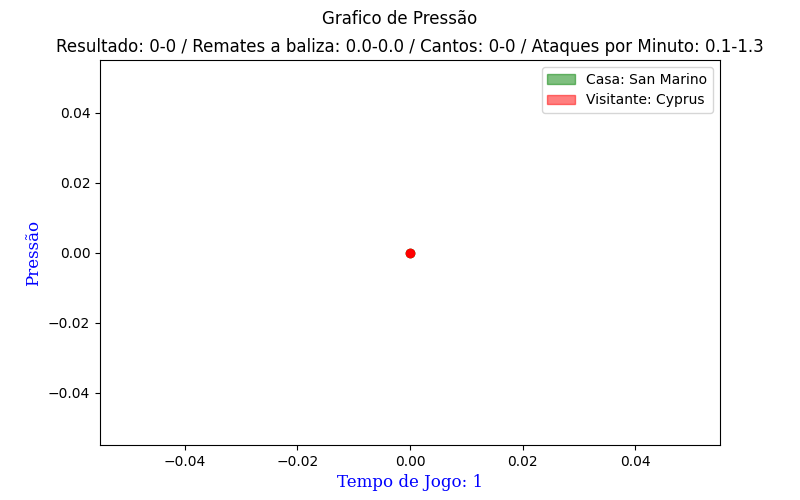 Grafico de Pressão
Resultado: 0-0 / Remates a baliza: 0.0-0.0 / Cantos: 0-0 / Ataques por Minuto: 0.1-1.3
Casa: San Marino
Visitante: Cyprus
0.04
0.02
0.00
−0.02
−0.04
Pressão
−0.04
−0.02
0.00
0.02
0.04
Tempo de Jogo: 1